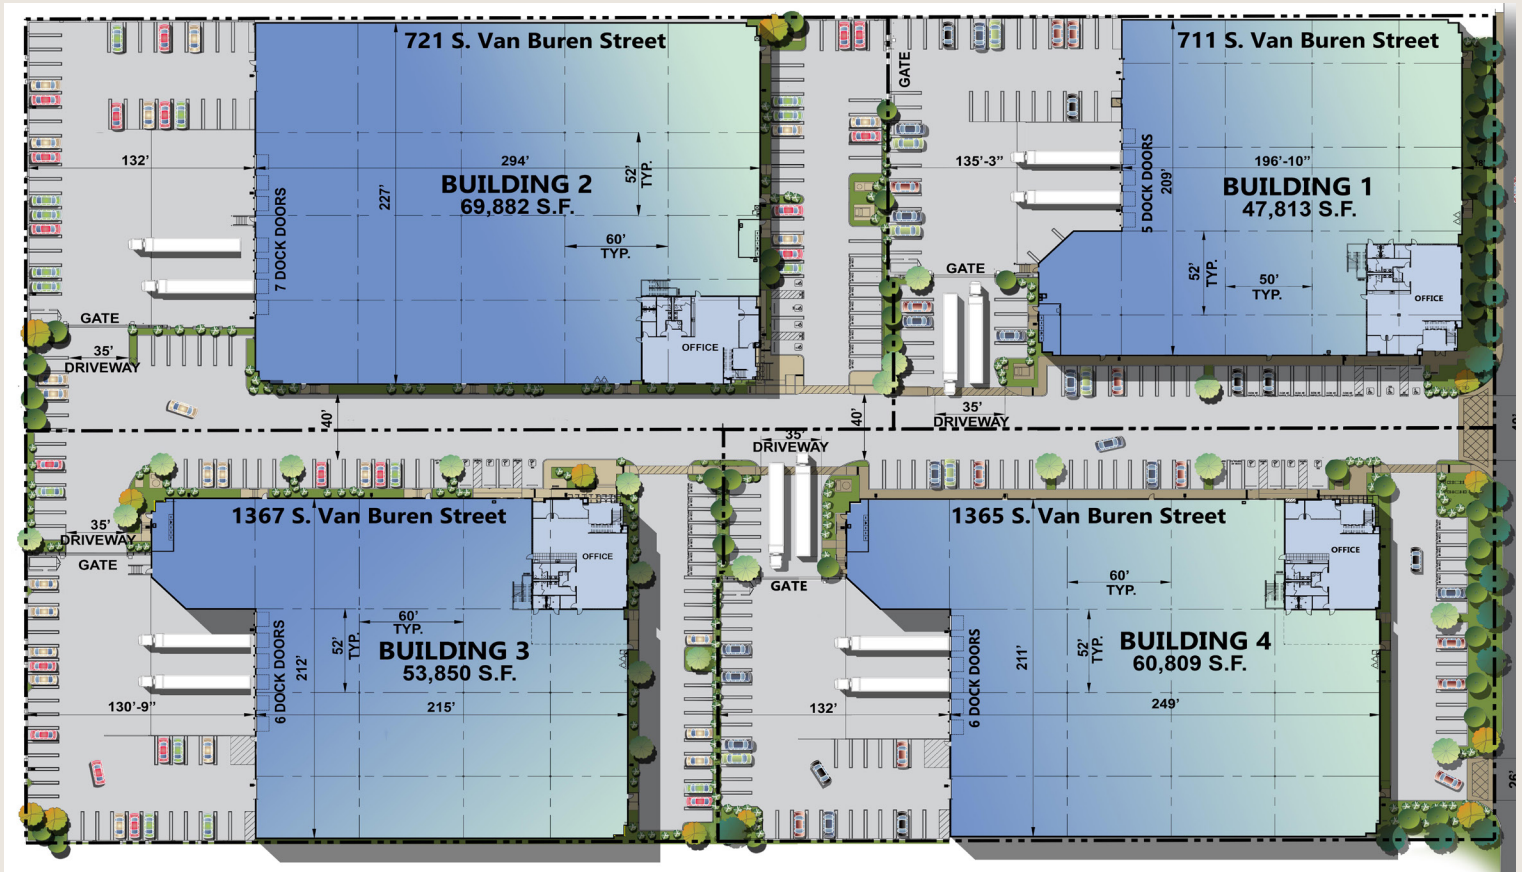 721 S. Van Buren Street
132'
294'
227'
52'
TYP.
BUILDING 2
69,882 S.F.
60'
TYP.
7 DOCK DOORS
OFFICE
GATE
35'
DRIVEWAY
40'
GATE
711 S. Van Buren Street
135'-3"
5 DOCK DOORS
209'
196'-10"
18'
BUILDING 1
47,813 S.F.
52'
TYP.
50'
TYP.
OFFICE
GATE
35'
DRIVEWAY
40'
35'
DRIVEWAY
1367 S. Van Buren Street
35'
DRIVEWAY
GATE
OFFICE
60'
TYP.
52'
TYP.
BUILDING 3
53,850 S.F.
6 DOCK DOORS
212'
130'-9"
215'
1365 S. Van Buren Street
GATE
OFFICE
60'
TYP.
52'
TYP.
BUILDING 4
60,809 S.F.
6 DOCK DOORS
211'
132'
249'
26'